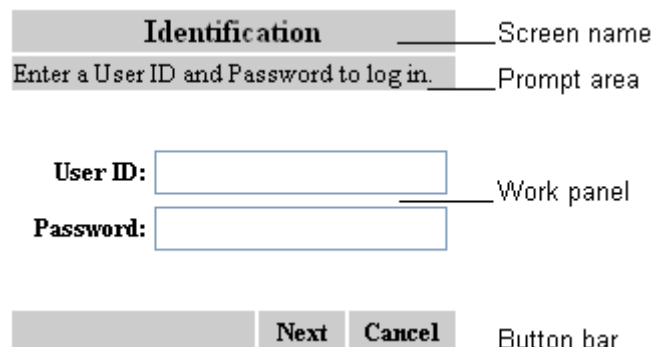 Identification
Screen name
Enter a User ID and Password to log in.
Prompt area
User ID:
Work panel
Password:
Next Cancel
Button bar